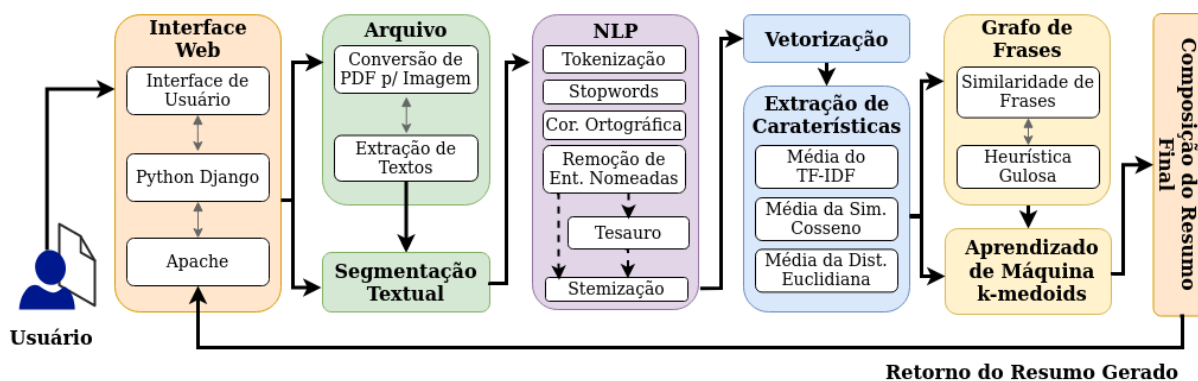 Interface
Web
Interface de
Usuário
Python Django
Apache
Usuário
Arquivo
Conversão de
PDF p/ Imagem
Extração de
Textos
Segmentação
Textual
NLP
Tokenização
Stopwords
Cor. Ortográfica
Remoção de
Ent. Nomeadas
Tesauro
Stemização
Vetorização
Extração de
Caraterísticas
Média do
TF-IDF
Média da Sim.
Cosseno
Média da Dist.
Euclidiana
Grafo de
Frases
Similaridade de
Frases
Heurística
Gulosa
Aprendizado
de Máquina
k-medoids
Composição do Resumo
Final
Retorno do Resumo Gerado